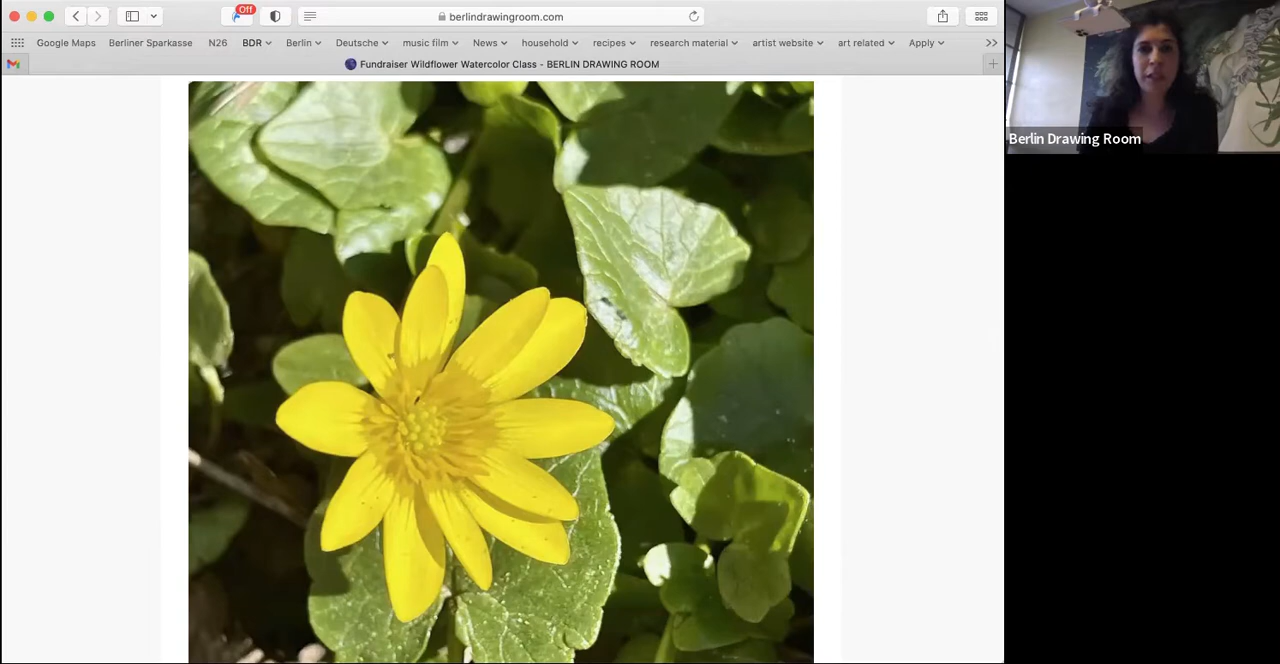 Off
berlindrawingroom.com
Google Maps Berliner Sparkasse N26 BDR Berlin Deutsche music film News household recipes research material artist website art related Apply
Fundraiser Wildflower Watercolor Class - BERLIN DRAWING ROOM
Berlin Drawing Room